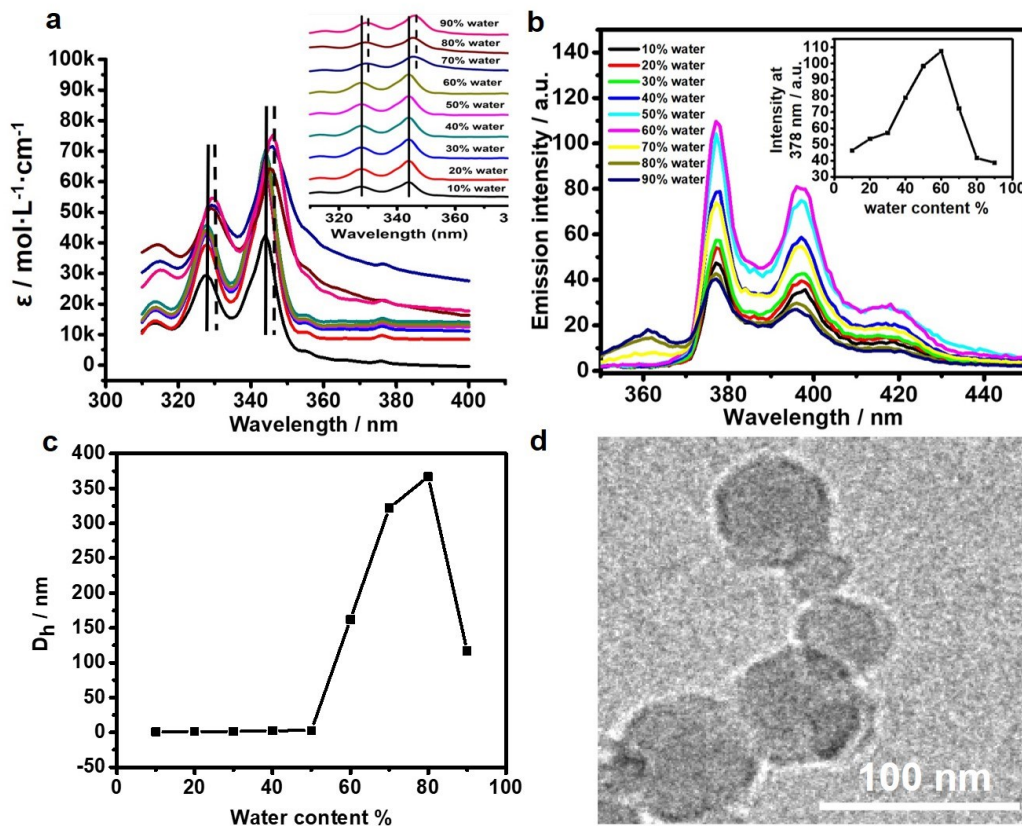 a
ε / mol·L⁻¹·cm⁻¹
100k
90k
80k
70k
60k
50k
40k
30k
20k
10k
0
300
320
340
360
380
400
Wavelength / nm
90% water
80% water
70% water
60% water
50% water
40% water
30% water
20% water
10% water
320
340
360
3
Wavelength (nm)
b
Emission intensity / a.u.
140
120
100
80
60
40
20
0
360
380
400
420
440
Wavelength / nm
10% water
20% water
30% water
40% water
50% water
60% water
70% water
80% water
90% water
Intensity at
378 nm / a.u.
110
100
90
80
70
60
50
40
30
0
20
40
60
80
100
water content %
c
Dh / nm
400
350
300
250
200
150
100
50
0
-50
0
20
40
60
80
100
Water content %
d
100 nm